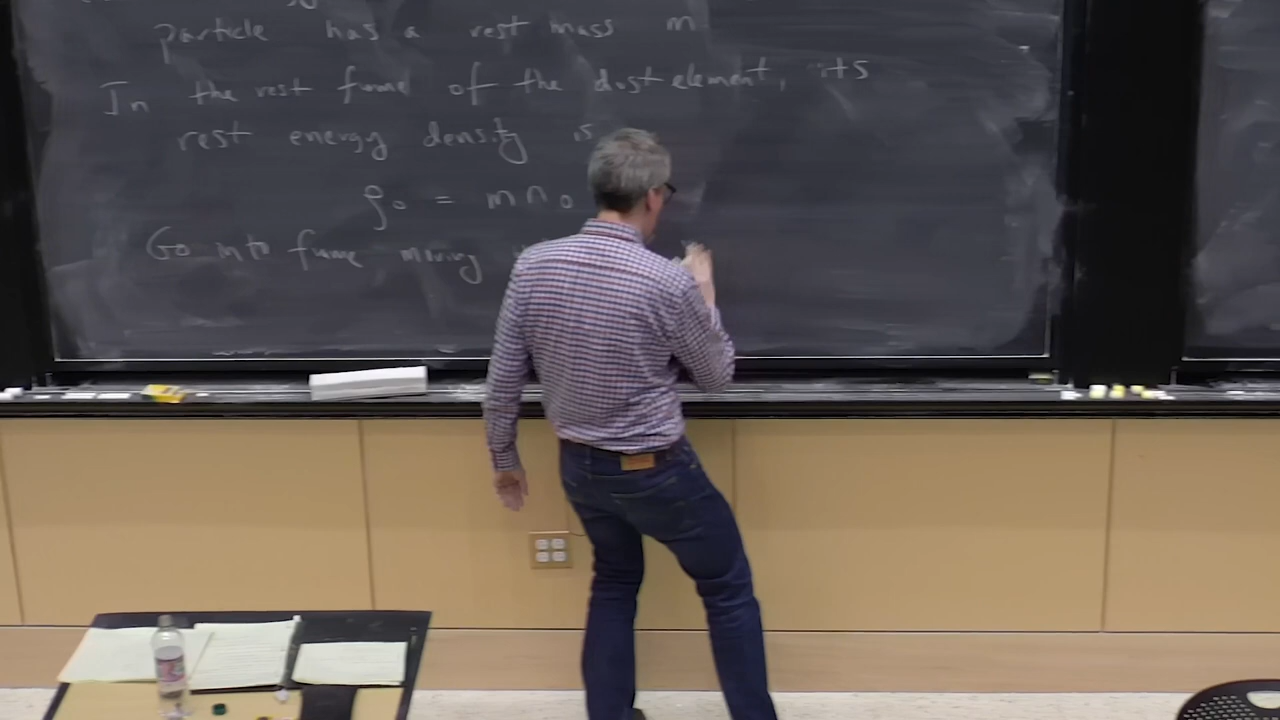 particle has a rest mass m
In the rest frame of the dust element, its
rest energy density is
ρ₀ = m n₀
Go into frame moving